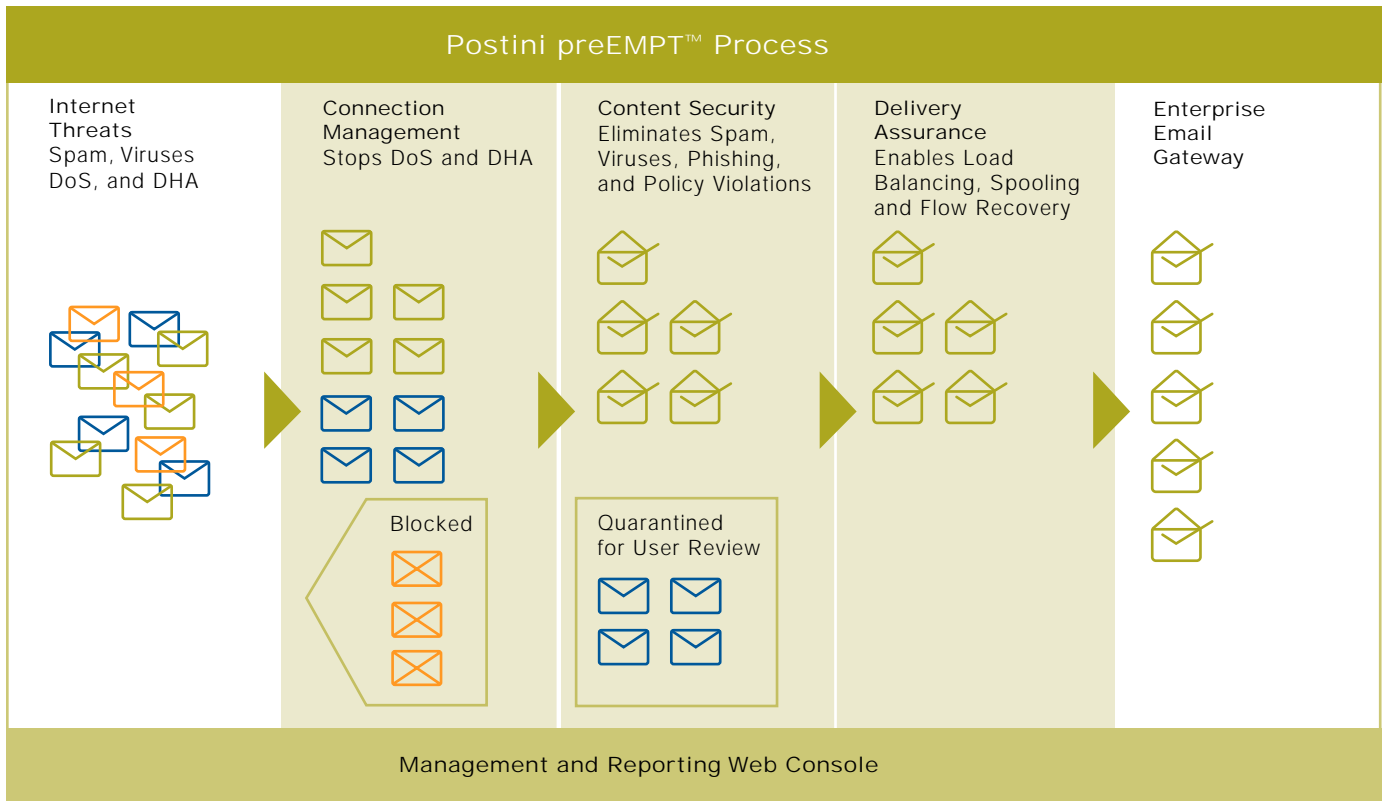 Postini preEMPT™ Process
Internet
Threats
Spam, Viruses
DoS, and DHA
Connection
Management
Stops DoS and DHA
Content Security
Eliminates Spam,
Viruses, Phishing,
and Policy Violations
Delivery
Assurance
Enables Load
Balancing, Spooling
and Flow Recovery
Enterprise
Email
Gateway
Blocked
Quarantined
for User Review
Management and Reporting Web Console